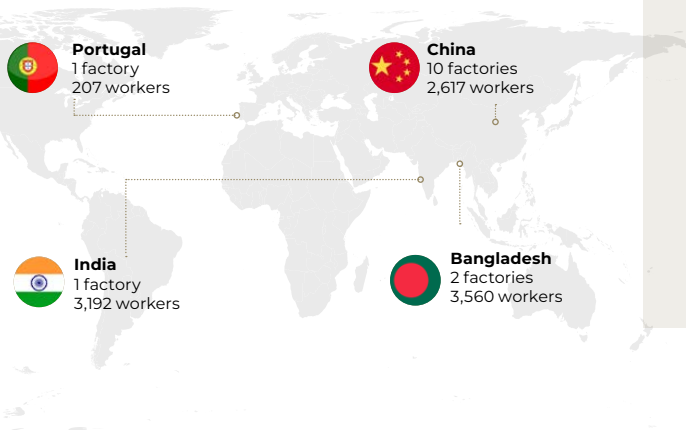 Portugal
1 factory
207 workers
China
10 factories
2,617 workers
India
1 factory
3,192 workers
Bangladesh
2 factories
3,560 workers